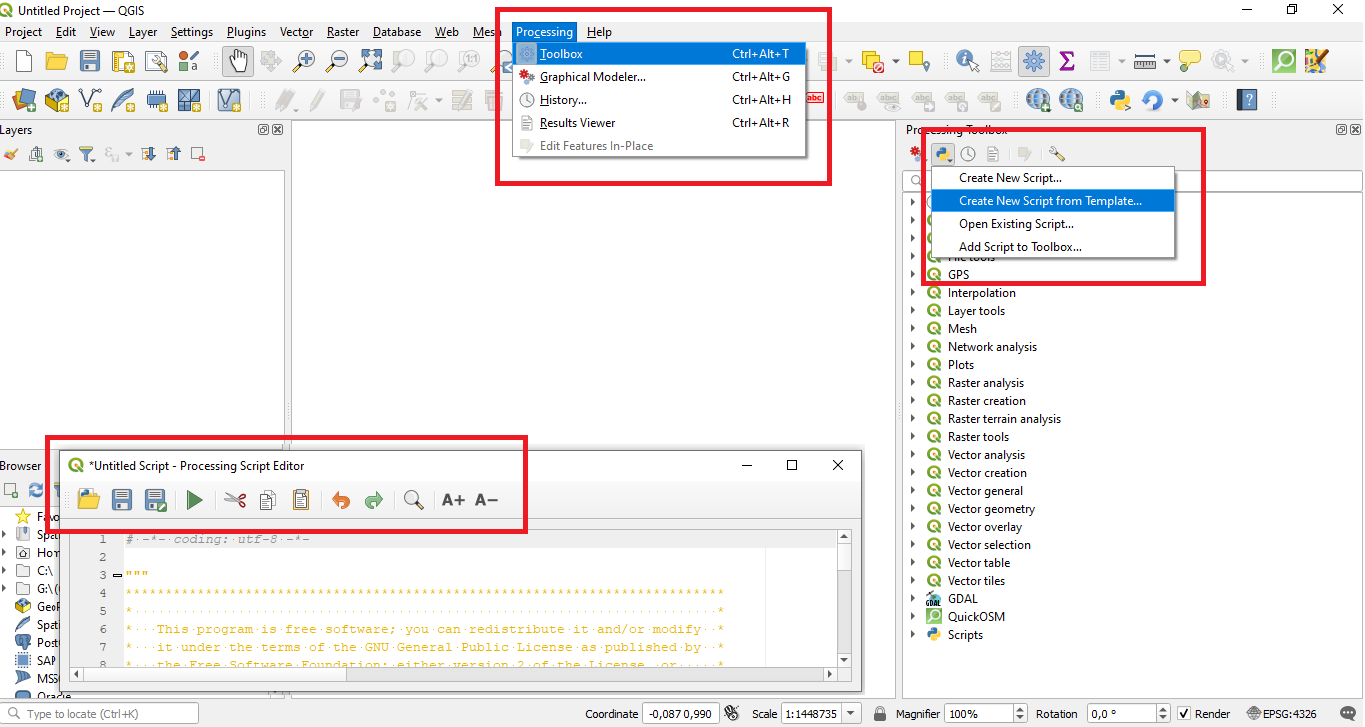 Untitled Project — QGIS
Project Edit View Layer Settings Plugins Vector Raster Database Web Mesh Processing Help
Toolbox Ctrl+Alt+T
Graphical Modeler... Ctrl+Alt+G
History... Ctrl+Alt+H
Results Viewer Ctrl+Alt+R
Edit Features In-Place
abc
Layers
Processing Toolbox
Create New Script...
Create New Script from Template...
Open Existing Script...
Add Script to Toolbox...
File tools
GPS
Interpolation
Layer tools
Mesh
Network analysis
Plots
Raster analysis
Raster creation
Raster terrain analysis
Raster tools
Vector analysis
Vector creation
Vector general
Vector geometry
Vector overlay
Vector selection
Vector table
Vector tiles
GDAL
QuickOSM
Scripts
Browser
Favo
Spa
Hom
C:\
G:\
GeoP
Spati
Post
SAP
MSS
Oracle
*Untitled Script - Processing Script Editor
A+ A−
1 # -*- coding: utf-8 -*-
2
3 """
4 ***************************************************************************
5 * *
6 * This program is free software; you can redistribute it and/or modify *
7 * it under the terms of the GNU General Public License as published by *
8 * the Free Software Foundation; either version 2 of the License, or *
Type to locate (Ctrl+K)
Coordinate -0,087 0,990 Scale 1:1448735 Magnifier 100% Rotation 0,0 ° Render EPSG:4326